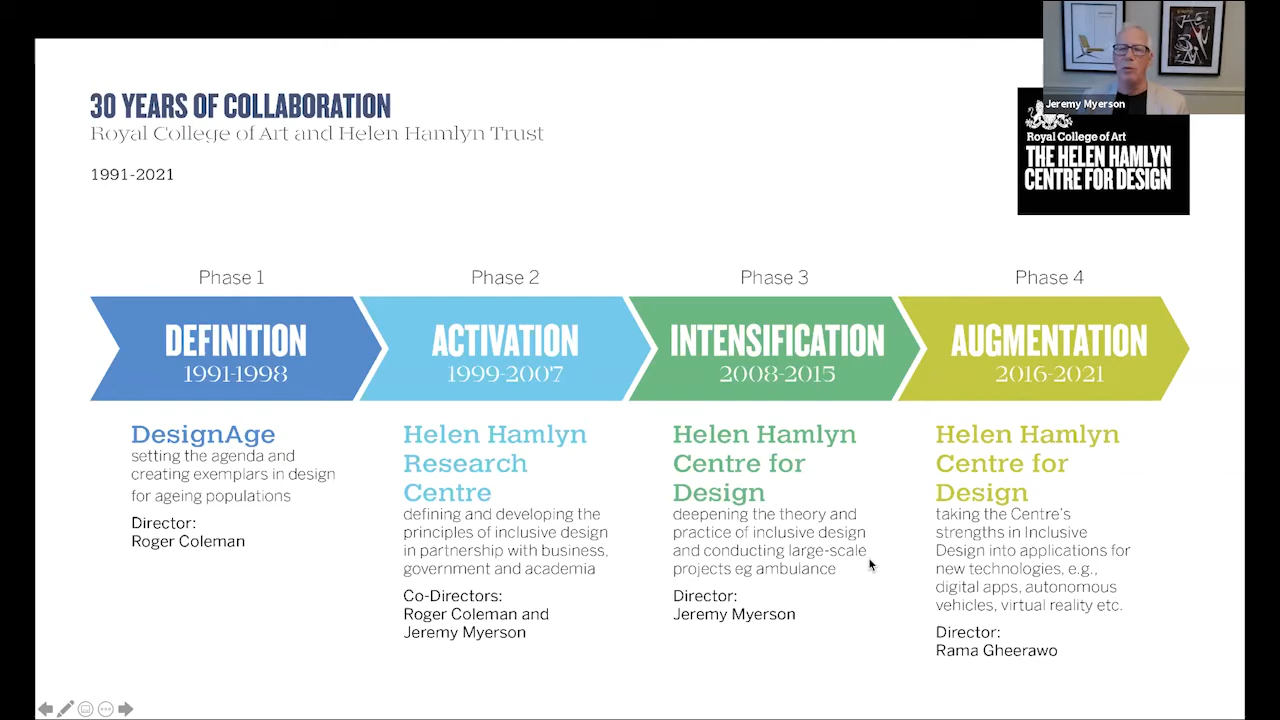 30 YEARS OF COLLABORATION
Royal College of Art and Helen Hamlyn Trust
1991-2021
Jeremy Myerson
Royal College of Art
THE HELEN HAMLYN
CENTRE FOR DESIGN
Phase 1
DEFINITION
1991-1998
DesignAge
setting the agenda and
creating exemplars in design
for ageing populations
Director:
Roger Coleman
Phase 2
ACTIVATION
1999-2007
Helen Hamlyn
Research
Centre
defining and developing the
principles of inclusive design
in partnership with business,
government and academia
Co-Directors:
Roger Coleman and
Jeremy Myerson
Phase 3
INTENSIFICATION
2008-2015
Helen Hamlyn
Centre for
Design
deepening the theory and
practice of inclusive design
and conducting large-scale
projects eg ambulance
Director:
Jeremy Myerson
Phase 4
AUGMENTATION
2016-2021
Helen Hamlyn
Centre for
Design
taking the Centre's
strengths in Inclusive
Design into applications for
new technologies, e.g.,
digital apps, autonomous
vehicles, virtual reality etc.
Director:
Rama Gheerawo